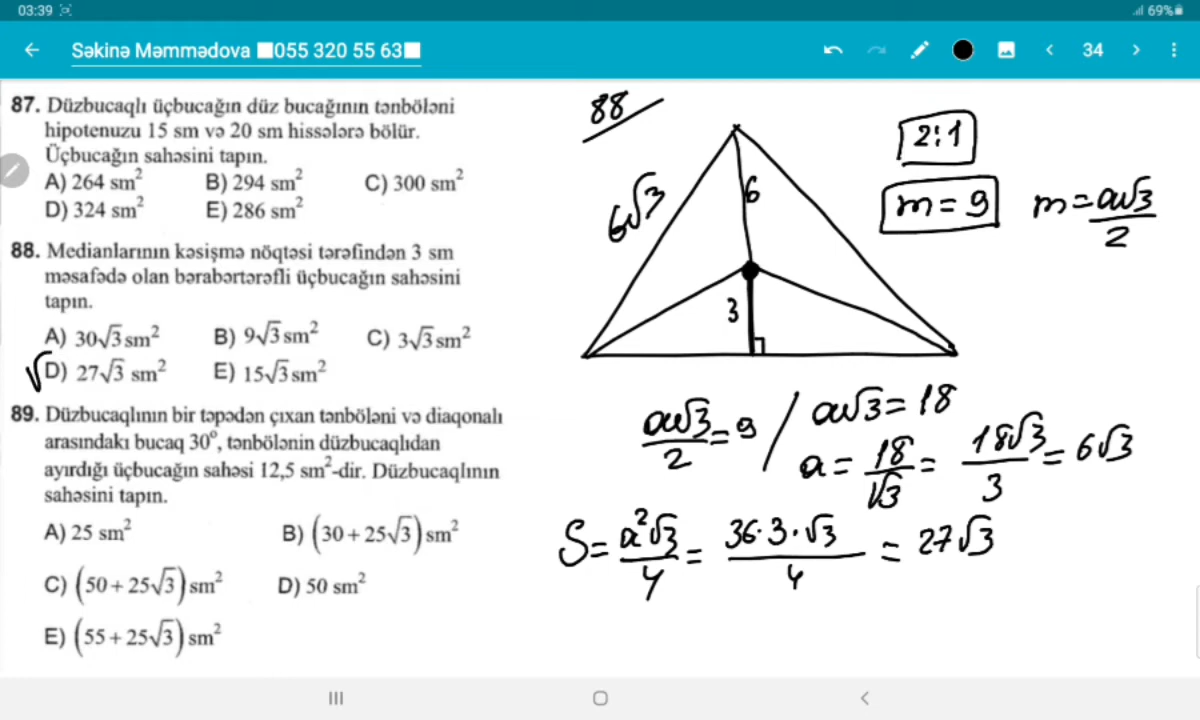 03:39
69%
Səkinə Məmmədova 055 320 55 63
34
87. Düzbucaqlı üçbucağın düz bucağının tənböləni
hipotenuzu 15 sm və 20 sm hissələrə bölür.
Üçbucağın sahəsini tapın.
A) 264 sm² B) 294 sm² C) 300 sm²
D) 324 sm² E) 286 sm²
88. Medianlarının kəsişmə nöqtəsi tərəfindən 3 sm
məsafədə olan bərabərtərəfli üçbucağın sahəsini
tapın.
A) 30√3 sm² B) 9√3 sm² C) 3√3 sm²
√D) 27√3 sm² E) 15√3 sm²
89. Düzbucaqlının bir təpədən çıxan tənböləni və diaqonalı
arasındakı bucaq 30°, tənbölənin düzbucaqlıdan
ayırdığı üçbucağın sahəsi 12,5 sm²-dir. Düzbucaqlının
sahəsini tapın.
A) 25 sm² B) (30 + 25√3) sm²
C) (50 + 25√3) sm² D) 50 sm²
E) (55 + 25√3) sm²
88
2:1
6√3
6
m = 9 m = a√3/2
3
a√3/2 = 9 / a√3 = 18
a = 18/√3 = 18√3/3 = 6√3
S = a²√3/4 = 36·3·√3/4 = 27√3